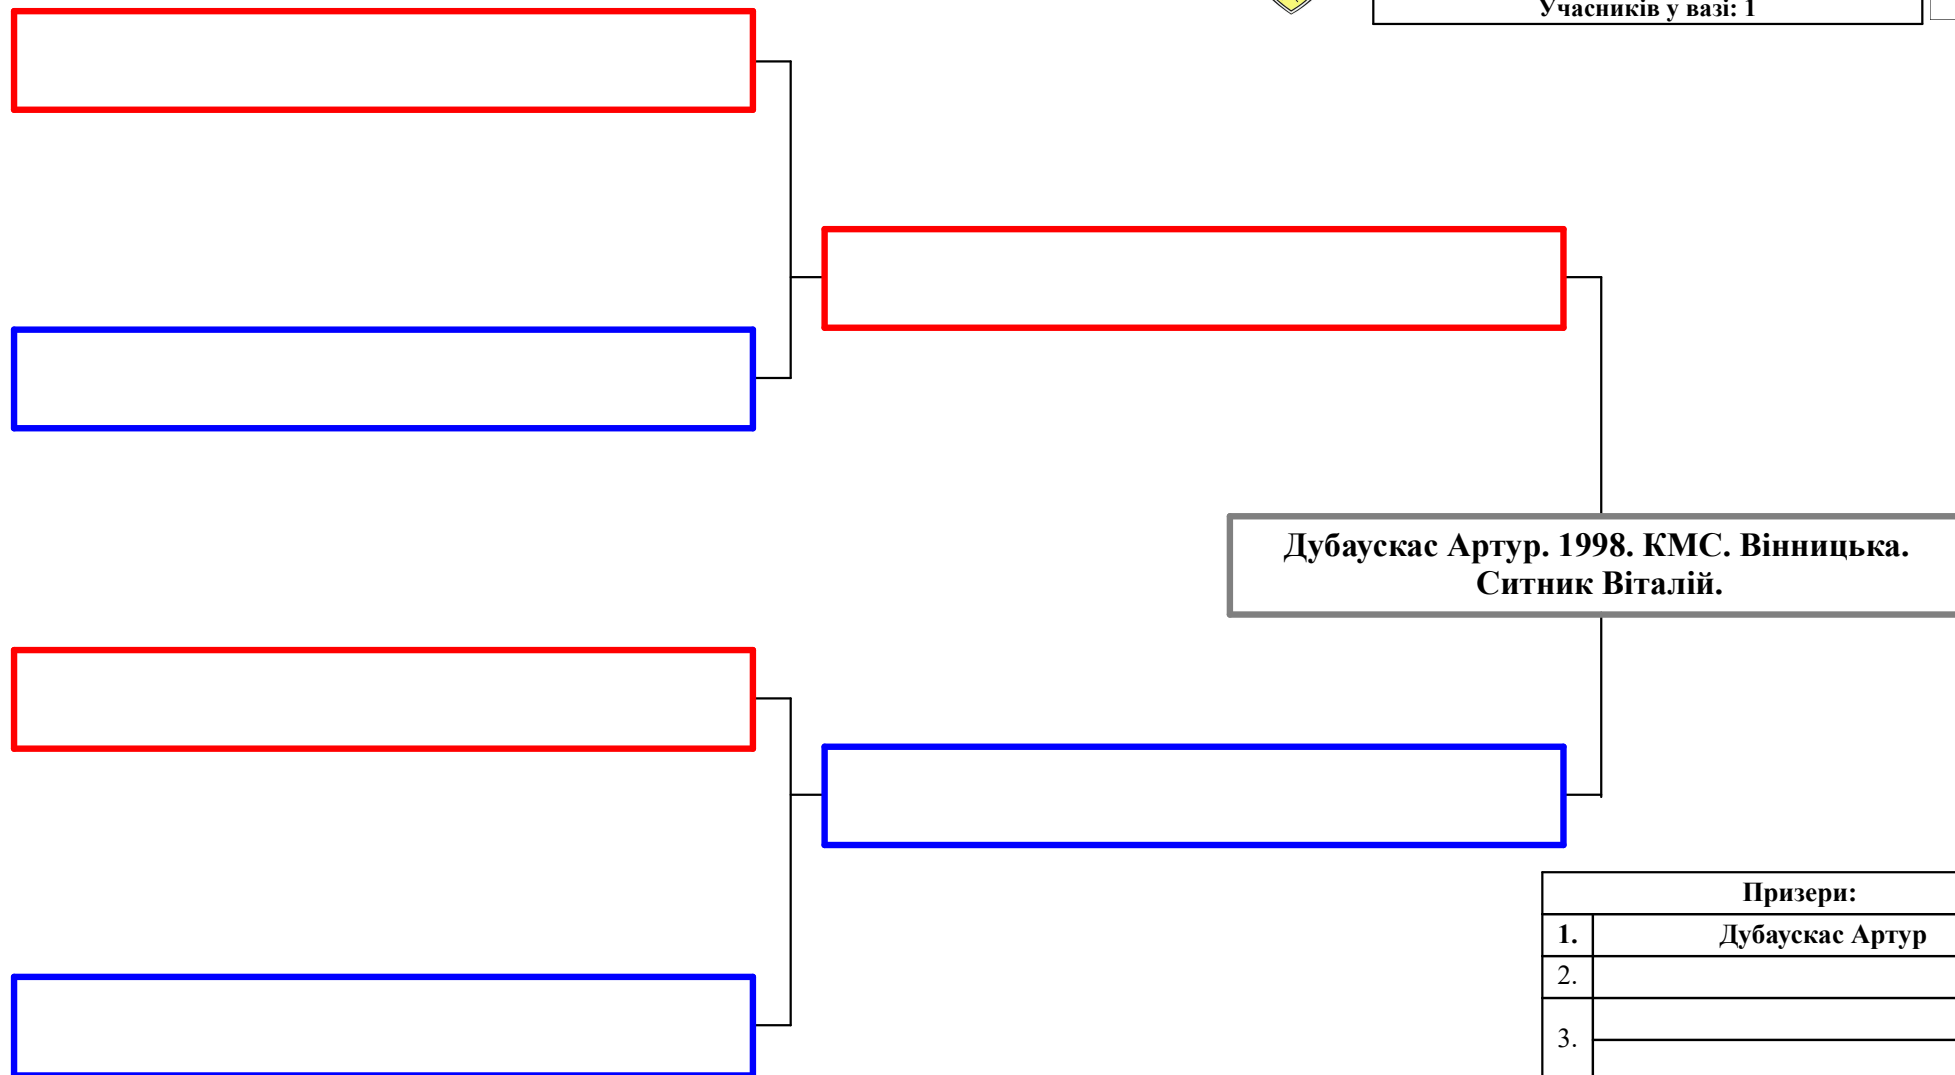 Учасників у вазі: 1
Дубаускас Артур. 1998. КМС. Вінницька.
Ситник Віталій.
Призери:
1. Дубаускас Артур
2.
3.